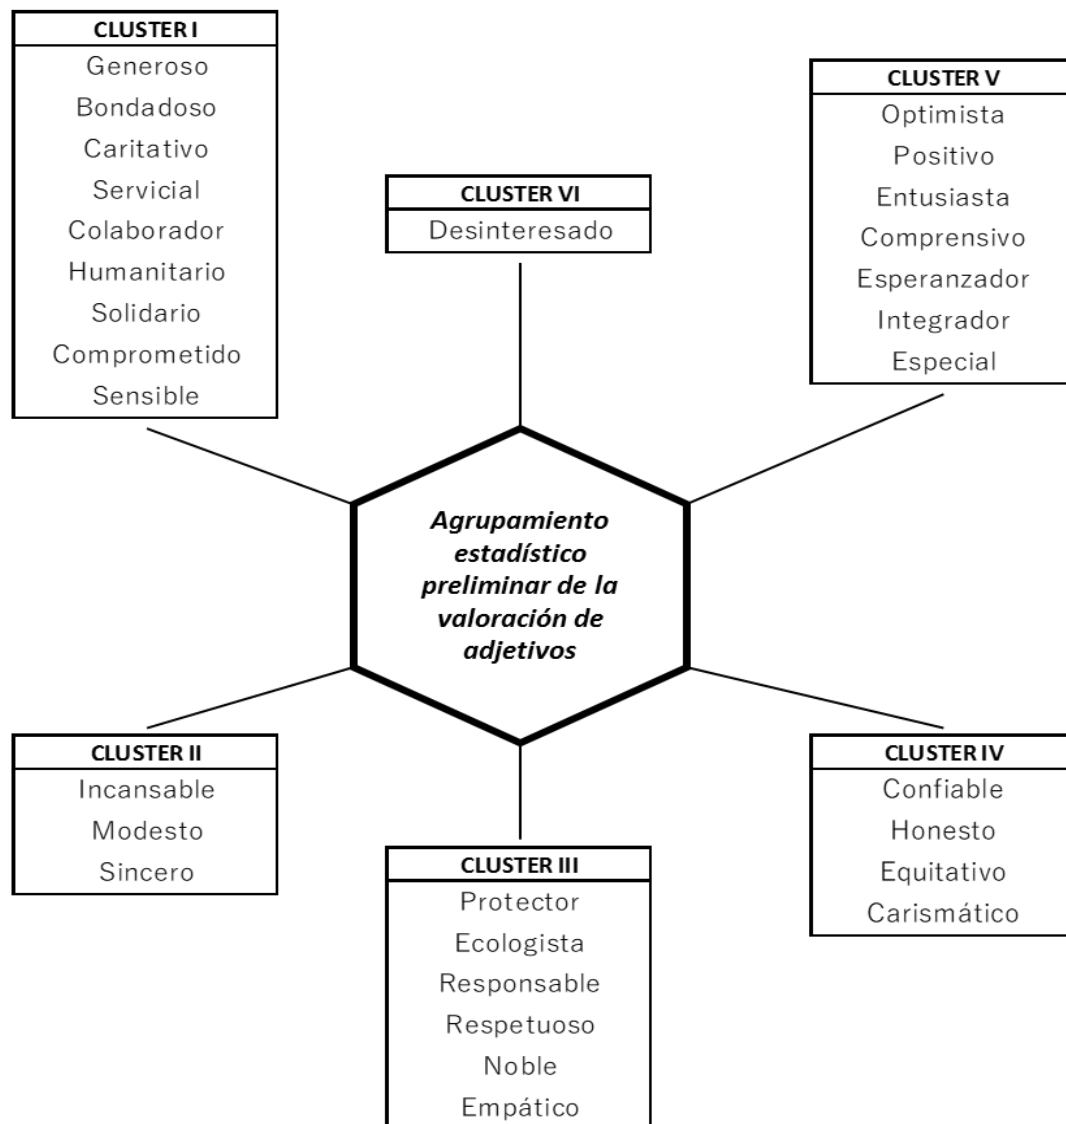 CLUSTER I
Generoso
Bondadoso
Caritativo
Servicial
Colaborador
Humanitario
Solidario
Comprometido
Sensible
CLUSTER VI
Desinteresado
CLUSTER V
Optimista
Positivo
Entusiasta
Comprensivo
Esperanzador
Integrador
Especial
Agrupamiento
estadístico
preliminar de la
valoración de
adjetivos
CLUSTER II
Incansable
Modesto
Sincero
CLUSTER III
Protector
Ecologista
Responsable
Respetuoso
Noble
Empático
CLUSTER IV
Confiable
Honesto
Equitativo
Carismático